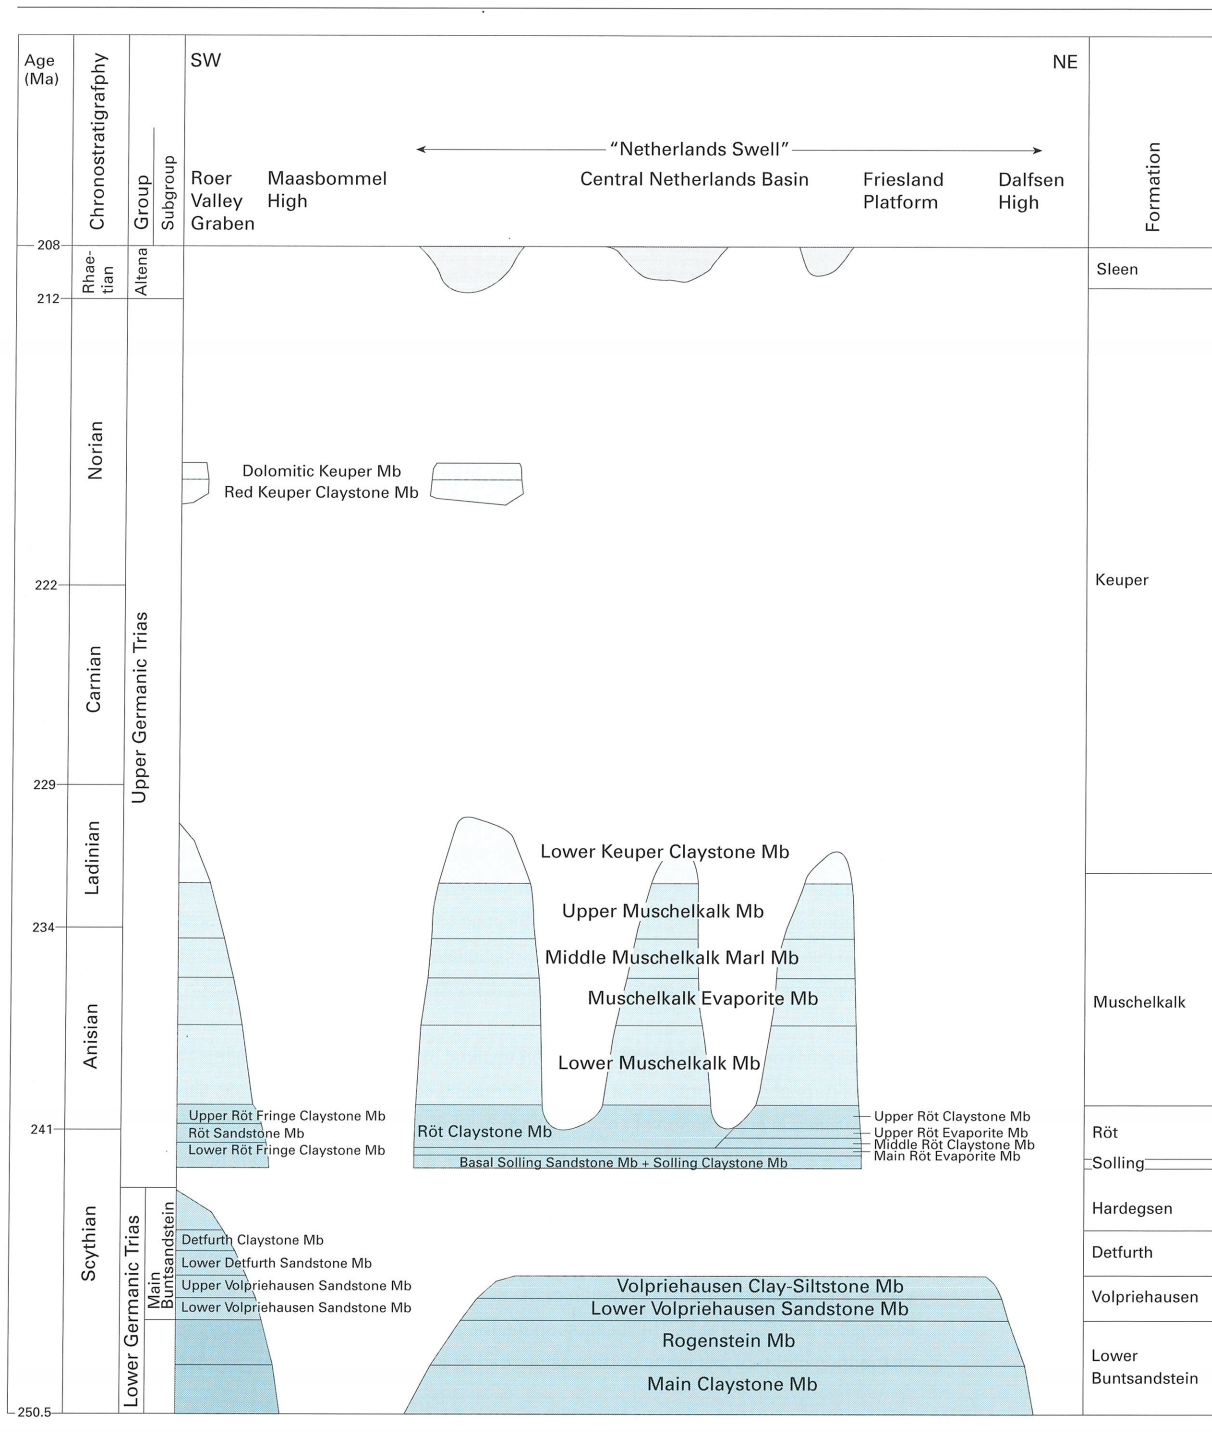 Age
(Ma)
Chronostratigrafphy
Group
Subgroup
SW
NE
"Netherlands Swell"
Roer
Valley
Graben
Maasbommel
High
Central Netherlands Basin
Friesland
Platform
Dalfsen
High
Formation
208
Rhae-
tian
Altena
Sleen
212
Norian
Dolomitic Keuper Mb
Red Keuper Claystone Mb
222
Keuper
Carnian
Upper Germanic Trias
229
Ladinian
Lower Keuper Claystone Mb
Upper Muschelkalk Mb
234
Middle Muschelkalk Marl Mb
Muschelkalk Evaporite Mb
Muschelkalk
Anisian
Lower Muschelkalk Mb
Upper Röt Fringe Claystone Mb
Röt Sandstone Mb
Lower Röt Fringe Claystone Mb
Röt Claystone Mb
Basal Solling Sandstone Mb + Solling Claystone Mb
Upper Röt Claystone Mb
Upper Röt Evaporite Mb
Middle Röt Claystone Mb
Main Röt Evaporite Mb
241
Röt
Solling
Scythian
Lower Germanic Trias
Main
Buntsandstein
Hardegsen
Detfurth Claystone Mb
Lower Detfurth Sandstone Mb
Detfurth
Upper Volpriehausen Sandstone Mb
Lower Volpriehausen Sandstone Mb
Volpriehausen Clay-Siltstone Mb
Lower Volpriehausen Sandstone Mb
Volpriehausen
Rogenstein Mb
Main Claystone Mb
Lower
Buntsandstein
250.5